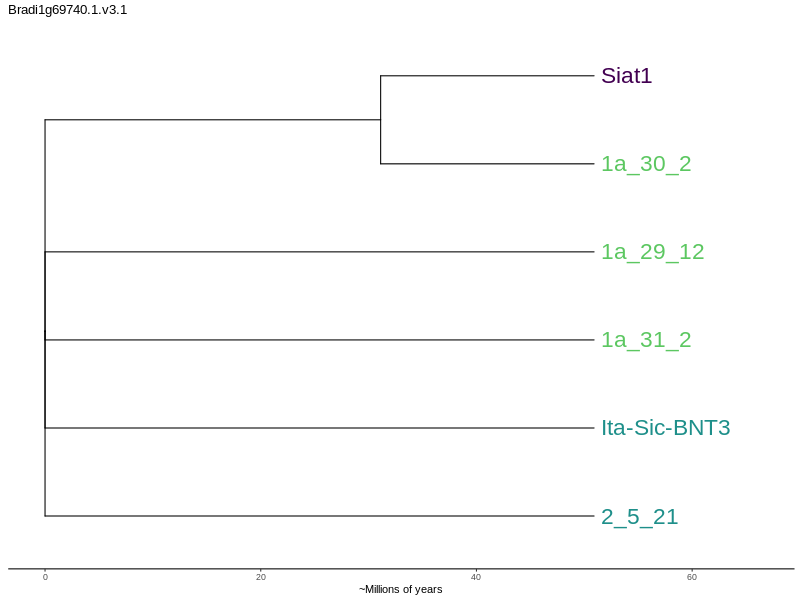 Bradi1g69740.1.v3.1
Siat1
1a_30_2
1a_29_12
1a_31_2
Ita-Sic-BNT3
2_5_21
0 20 40 60
~Millions of years